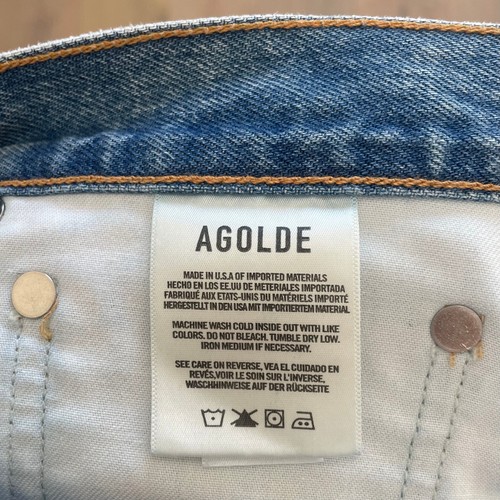 AGOLDE
MADE IN U.S.A OF IMPORTED MATERIALS
HECHO EN LOS EE.UU DE METERIALES IMPORTADA
FABRIQUÉ AUX ETATS-UNIS DU MATÉRIELS IMPORTÉ
HERGESTELLT IN DEN USA MIT IMPORTIERTEM MATERIAL
MACHINE WASH COLD INSIDE OUT WITH LIKE
COLORS. DO NOT BLEACH. TUMBLE DRY LOW.
IRON MEDIUM IF NECESSARY.
SEE CARE ON REVERSE, VEA EL CUIDADO EN
REVÉS,VOIR LE SOIN SUR L'INVERSE,
WASCHHINWEISE AUF DER RÜCKSEITE